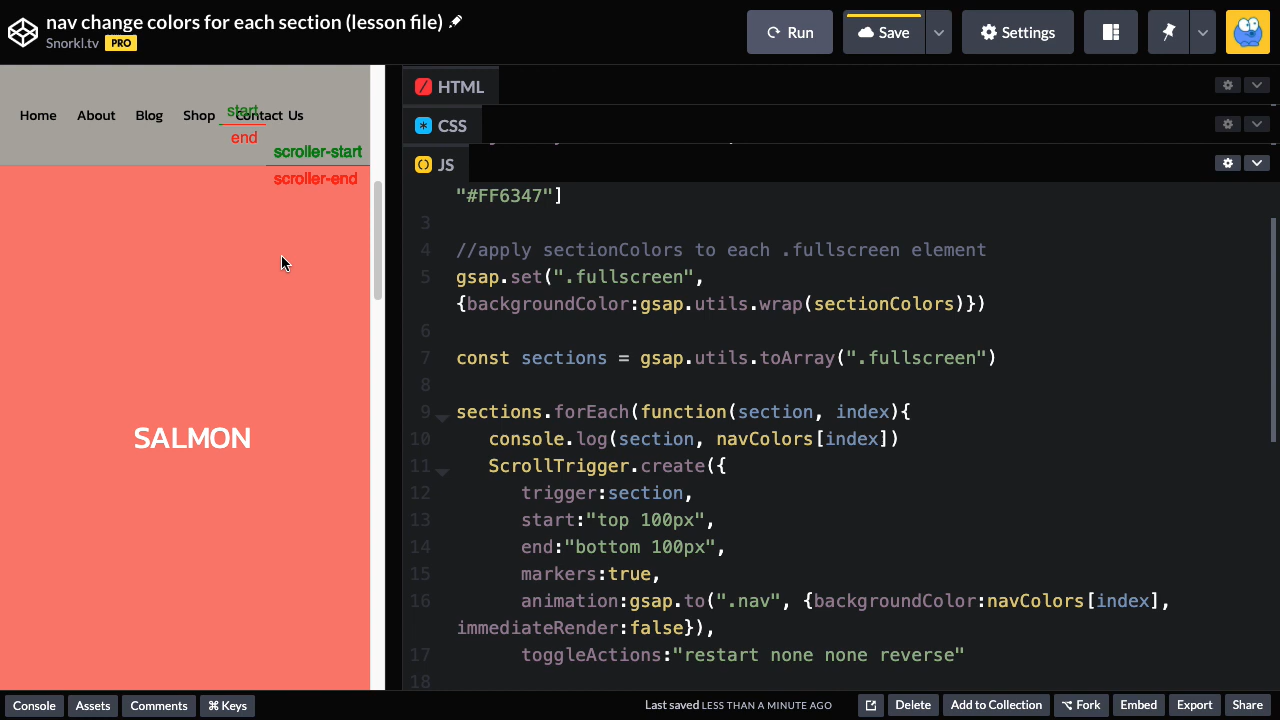 nav change colors for each section (lesson file)
Snorkl.tv PRO
Run
Save
Settings
Home About Blog Shop Contact Us
start
end
scroller-start
scroller-end
SALMON
HTML
CSS
JS
"#FF6347"]
3
4 //apply sectionColors to each .fullscreen element
5 gsap.set(".fullscreen",
{backgroundColor:gsap.utils.wrap(sectionColors)})
6
7 const sections = gsap.utils.toArray(".fullscreen")
8
9 sections.forEach(function(section, index){
10 console.log(section, navColors[index])
11 ScrollTrigger.create({
12 trigger:section,
13 start:"top 100px",
14 end:"bottom 100px",
15 markers:true,
16 animation:gsap.to(".nav", {backgroundColor:navColors[index],
immediateRender:false}),
17 toggleActions:"restart none none reverse"
18
Console Assets Comments ⌘ Keys
Last saved LESS THAN A MINUTE AGO
Delete Add to Collection ⌥ Fork Embed Export Share